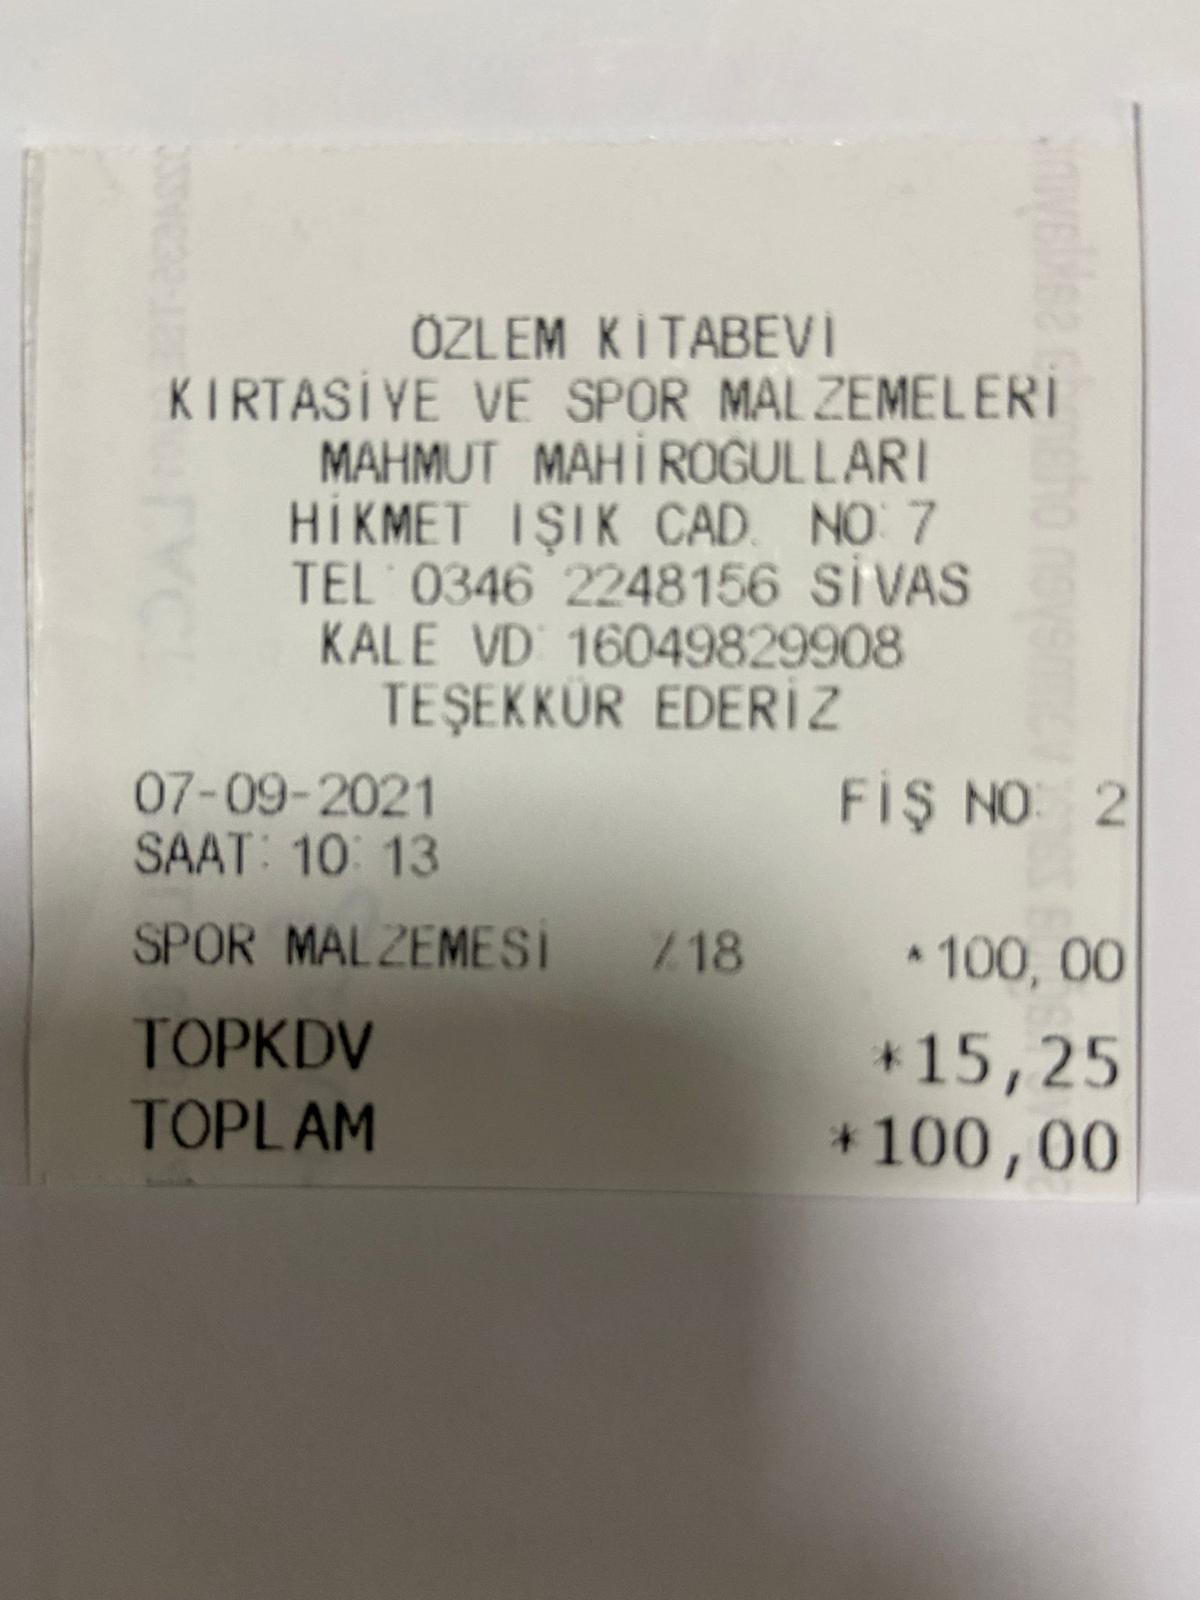 ÖZLEM KİTABEVİ
KIRTASİYE VE SPOR MALZEMELERİ
MAHMUT MAHİROĞULLARI
HİKMET IŞIK CAD. NO: 7
TEL: 0346 2248156 SİVAS
KALE VD: 16049829908
TEŞEKKÜR EDERİZ
07-09-2021 FİŞ NO: 2
SAAT: 10: 13
SPOR MALZEMESİ %18 *100,00
TOPKDV *15,25
TOPLAM *100,00